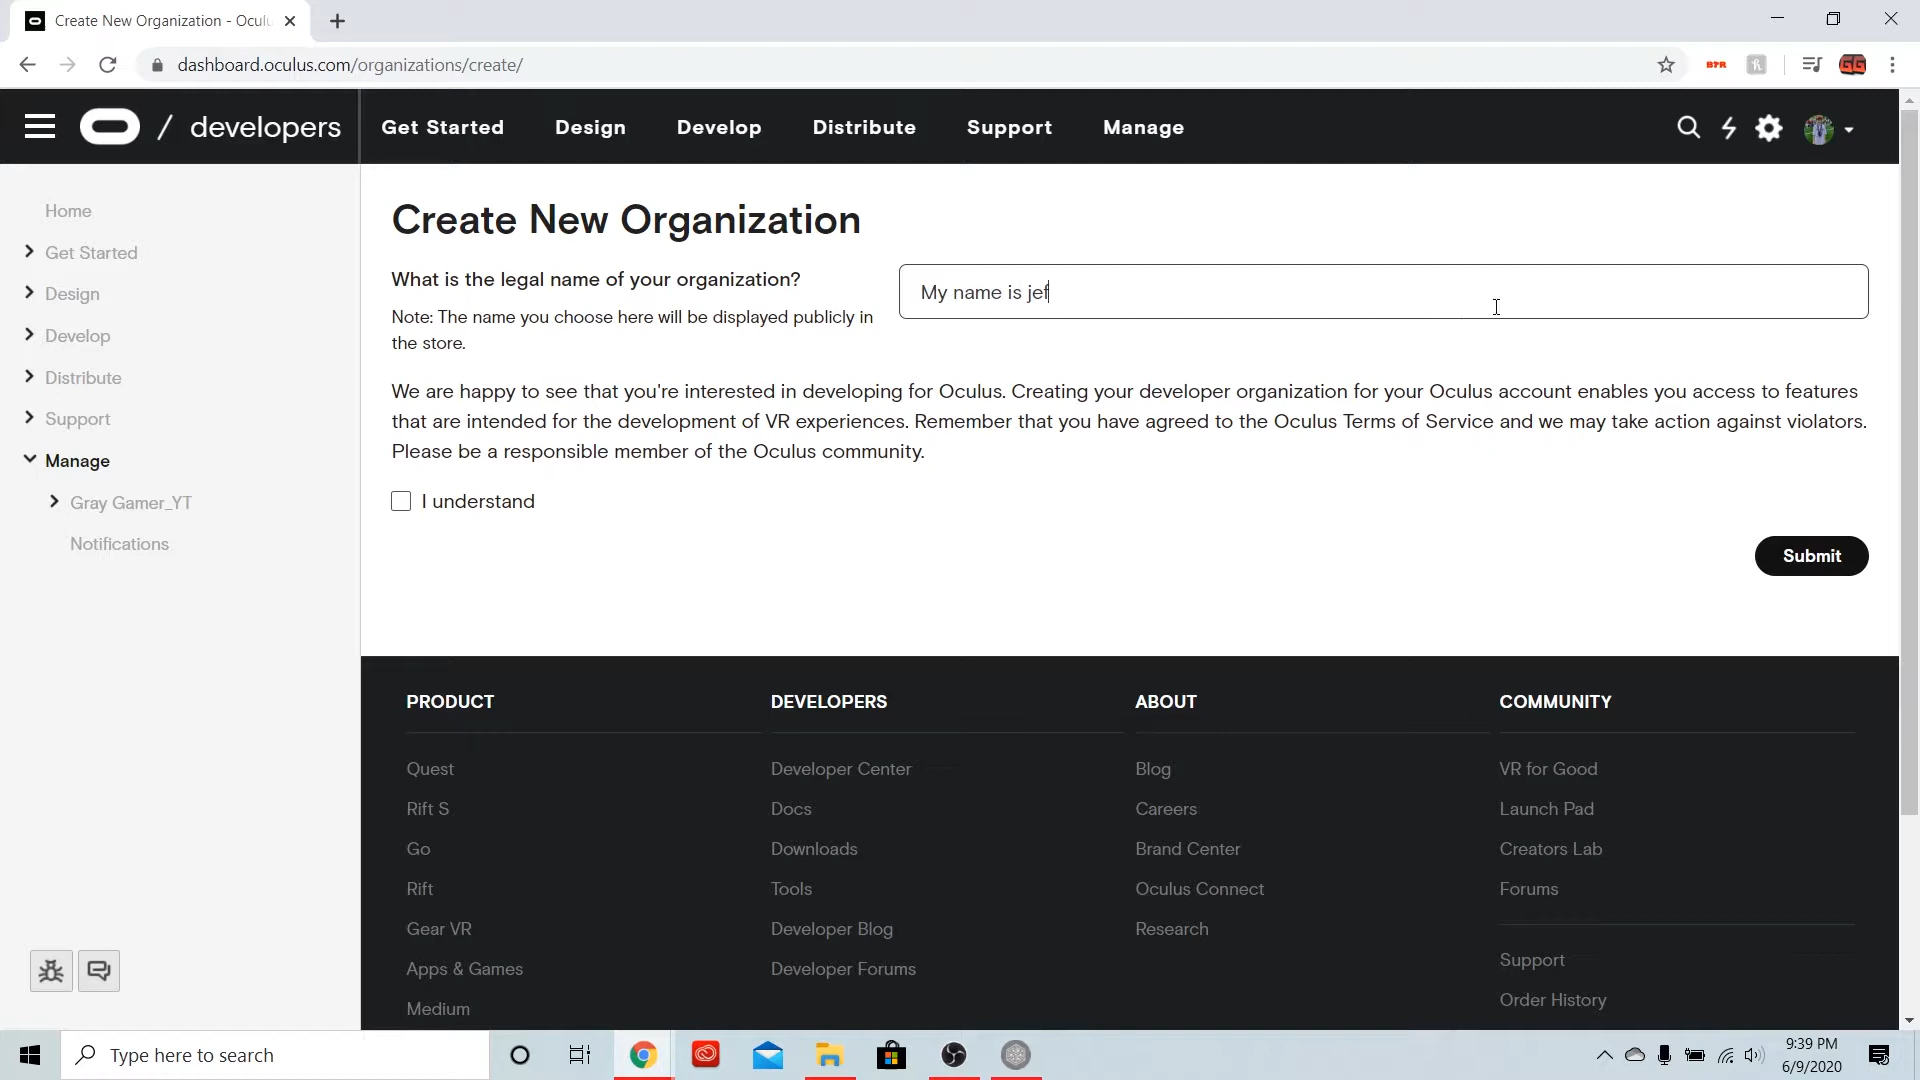 Create New Organization - Ocul
dashboard.oculus.com/organizations/create/
BTR
GG
/ developers
Get Started
Design
Develop
Distribute
Support
Manage
Home
Get Started
Design
Develop
Distribute
Support
Manage
Gray Gamer_YT
Notifications
Create New Organization
What is the legal name of your organization?
My name is jef
Note: The name you choose here will be displayed publicly in
the store.
We are happy to see that you're interested in developing for Oculus. Creating your developer organization for your Oculus account enables you access to features
that are intended for the development of VR experiences. Remember that you have agreed to the Oculus Terms of Service and we may take action against violators.
Please be a responsible member of the Oculus community.
I understand
Submit
PRODUCT
Quest
Rift S
Go
Rift
Gear VR
Apps & Games
Medium
DEVELOPERS
Developer Center
Docs
Downloads
Tools
Developer Blog
Developer Forums
ABOUT
Blog
Careers
Brand Center
Oculus Connect
Research
COMMUNITY
VR for Good
Launch Pad
Creators Lab
Forums
Support
Order History
Type here to search
9:39 PM
6/9/2020